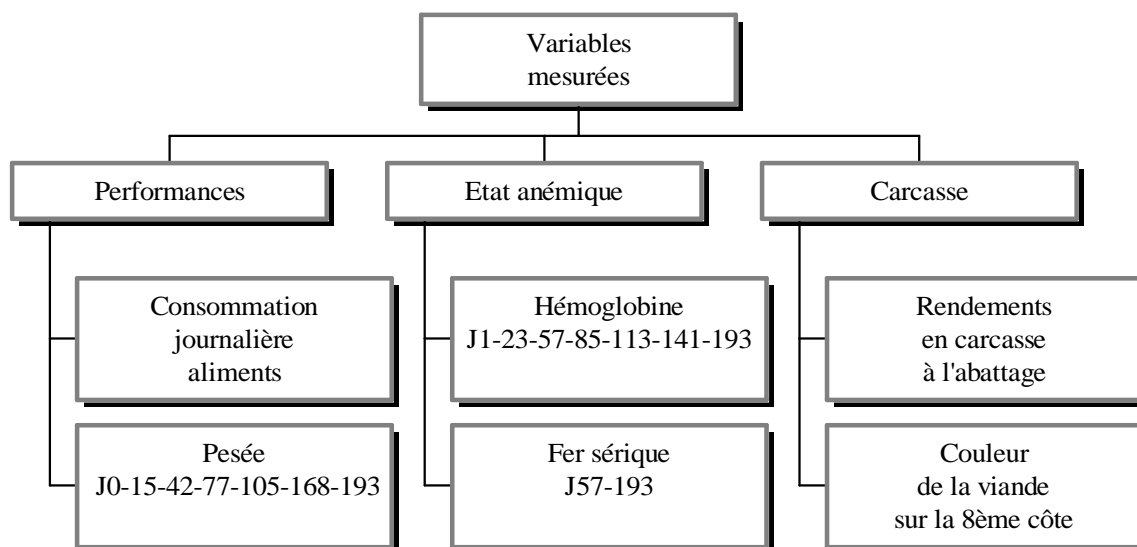 Variables
mesurées
Performances
Etat anémique
Carcasse
Consommation
journalière
aliments
Hémoglobine
J1-23-57-85-113-141-193
Rendements
en carcasse
à l'abattage
Pesée
J0-15-42-77-105-168-193
Fer sérique
J57-193
Couleur
de la viande
sur la 8ème côte